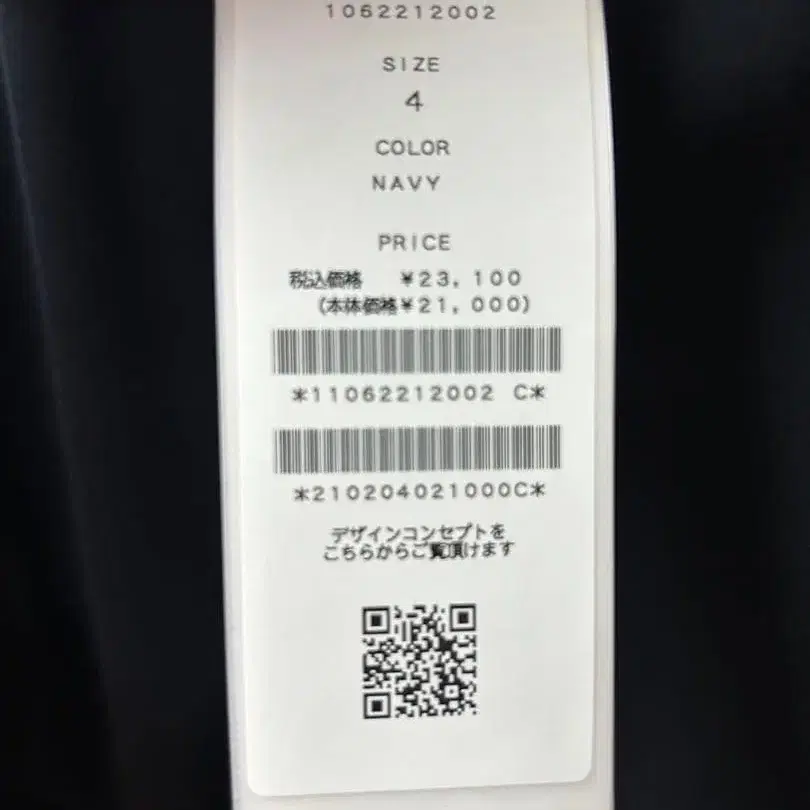 1062212002
SIZE
4
COLOR
NAVY
PRICE
税込価格 ¥23,100
(本体価格¥21,000)
*11062212002 C*
*210204021000C*
デザインコンセプトを
こちらからご覧頂けます